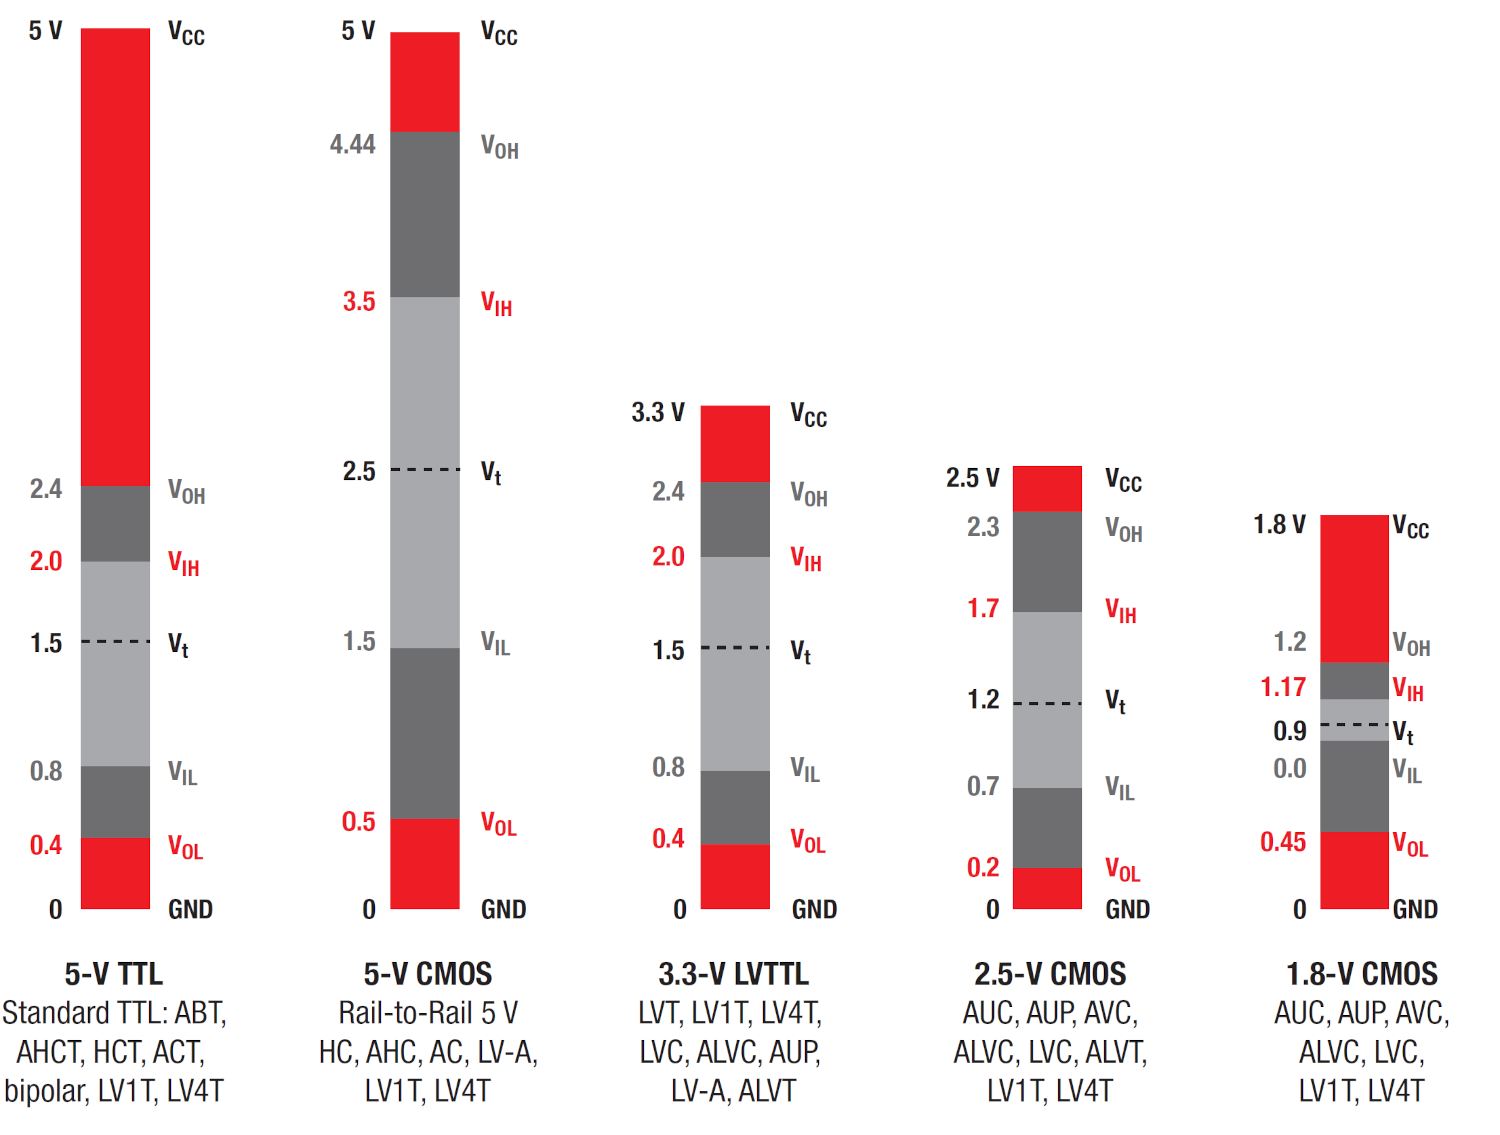 5 V VCC
2.4 VOH
2.0 VIH
1.5 Vt
0.8 VIL
0.4 VOL
0 GND
5-V TTL
Standard TTL: ABT,
AHCT, HCT, ACT,
bipolar, LV1T, LV4T
5 V VCC
4.44 VOH
3.5 VIH
2.5 Vt
1.5 VIL
0.5 VOL
0 GND
5-V CMOS
Rail-to-Rail 5 V
HC, AHC, AC, LV-A,
LV1T, LV4T
3.3 V VCC
2.4 VOH
2.0 VIH
1.5 Vt
0.8 VIL
0.4 VOL
0 GND
3.3-V LVTTL
LVT, LV1T, LV4T,
LVC, ALVC, AUP,
LV-A, ALVT
2.5 V VCC
2.3 VOH
1.7 VIH
1.2 Vt
0.7 VIL
0.2 VOL
0 GND
2.5-V CMOS
AUC, AUP, AVC,
ALVC, LVC, ALVT,
LV1T, LV4T
1.8 V VCC
1.2 VOH
1.17 VIH
0.9 Vt
0.0 VIL
0.45 VOL
0 GND
1.8-V CMOS
AUC, AUP, AVC,
ALVC, LVC,
LV1T, LV4T